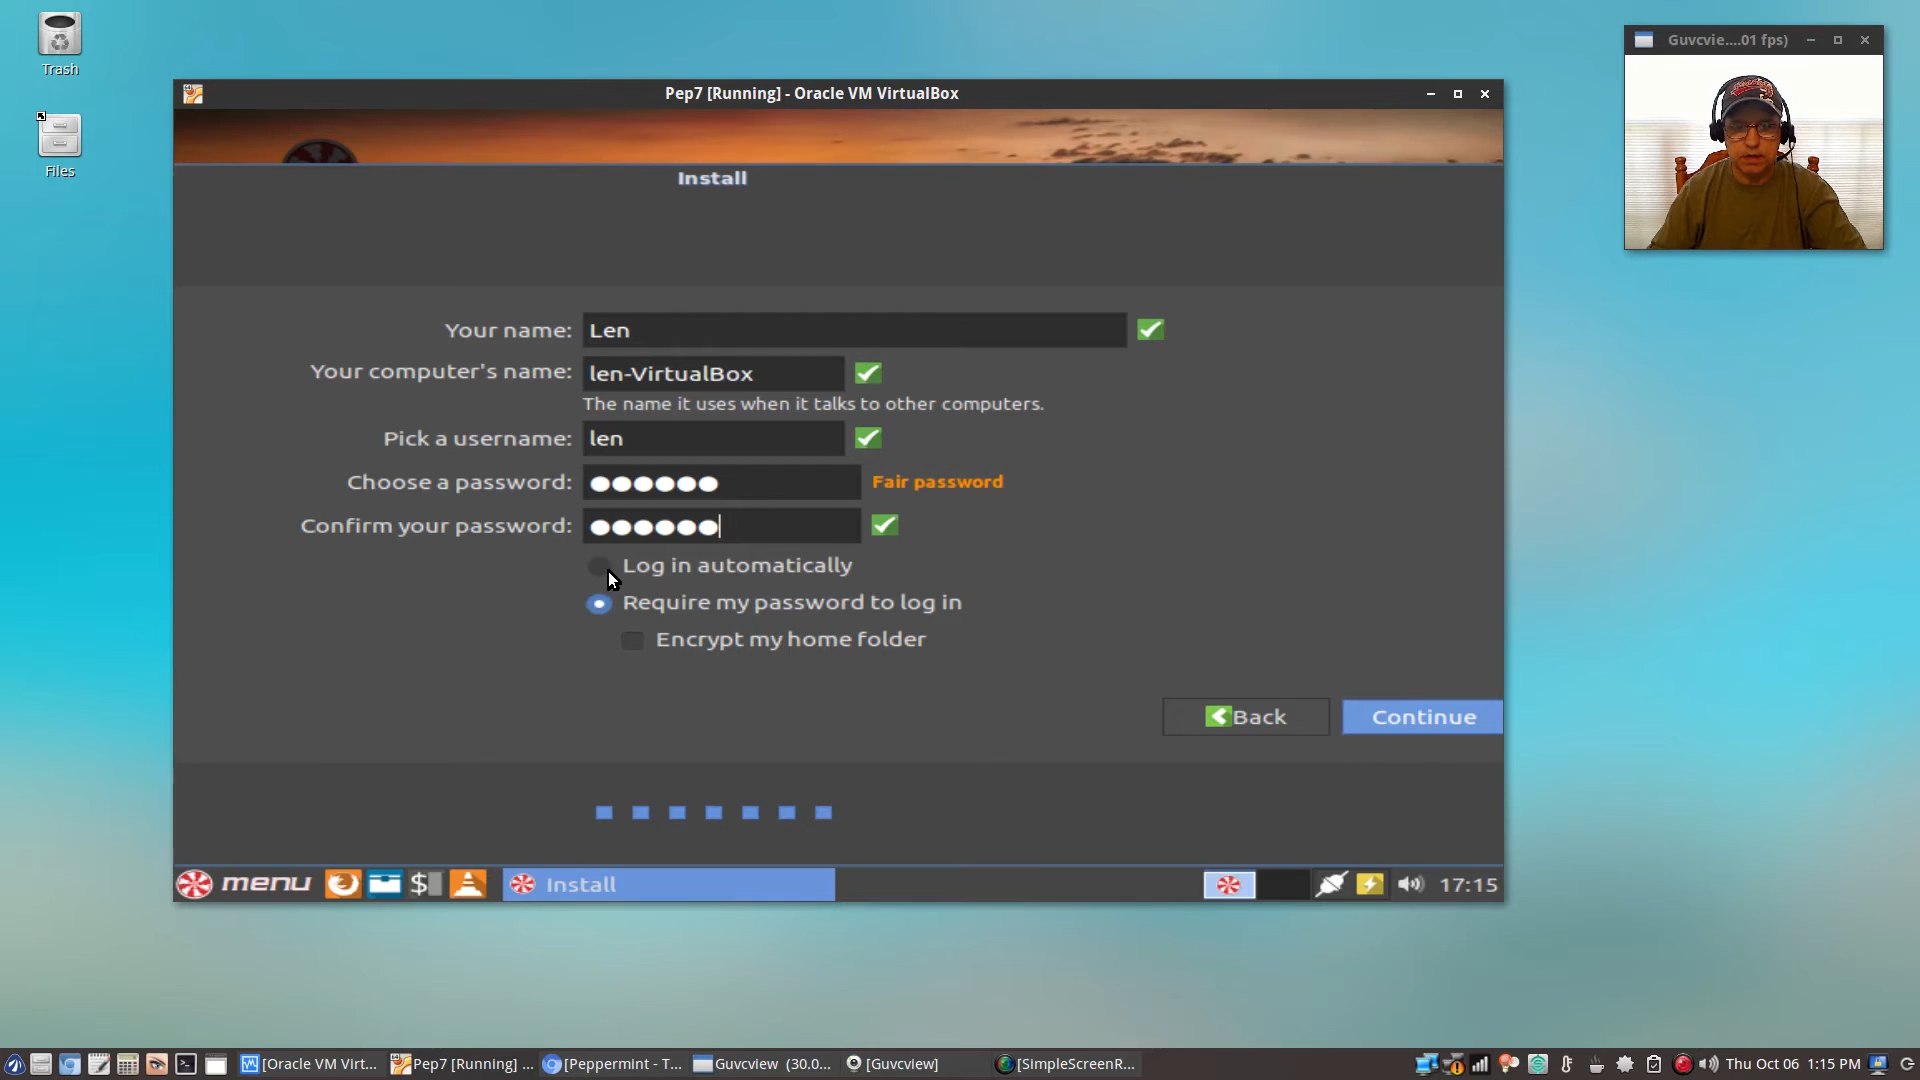 Trash
Files
Guvcvie....01 fps)
Pep7 [Running] - Oracle VM VirtualBox
Install
Your name: Len
Your computer's name: len-VirtualBox
The name it uses when it talks to other computers.
Pick a username: len
Choose a password: ●●●●●● Fair password
Confirm your password: ●●●●●●
Log in automatically
Require my password to log in
Encrypt my home folder
Back
Continue
menu $ Install 17:15
[Oracle VM Virt... Pep7 [Running] ... [Peppermint - T... Guvcview (30.0... [Guvcview] [SimpleScreenR... Thu Oct 06 1:15 PM